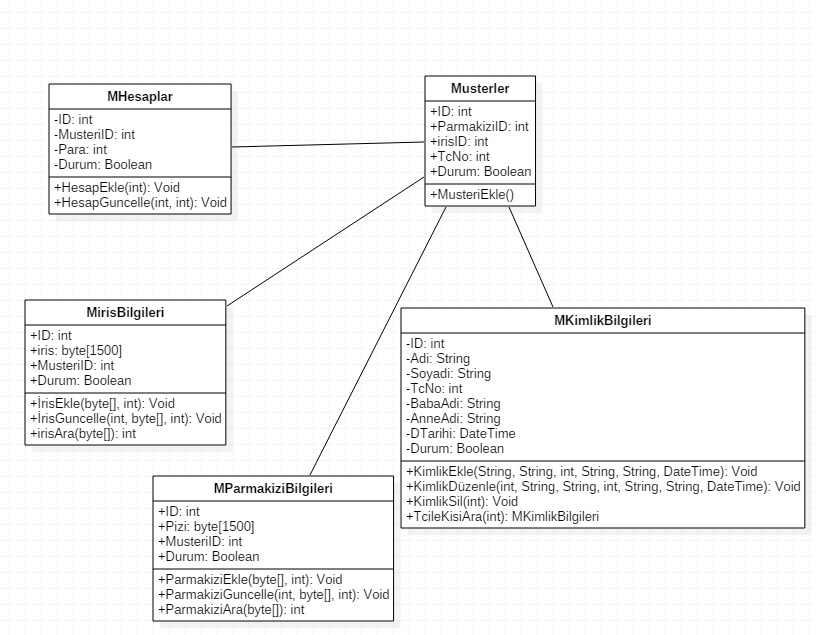 MHesaplar
-ID: int
-MusteriID: int
-Para: int
-Durum: Boolean
+HesapEkle(int): Void
+HesapGuncelle(int, int): Void
Musterler
+ID: int
+ParmakiziID: int
+irisID: int
+TcNo: int
+Durum: Boolean
+MusteriEkle()
MirisBilgileri
+ID: int
+iris: byte[1500]
+MusteriID: int
+Durum: Boolean
+İrisEkle(byte[], int): Void
+İrisGuncelle(int, byte[], int): Void
+irisAra(byte[]): int
MKimlikBilgileri
-ID: int
-Adi: String
-Soyadi: String
-TcNo: int
-BabaAdi: String
-AnneAdi: String
-DTarihi: DateTime
-Durum: Boolean
+KimlikEkle(String, String, int, String, String, DateTime): Void
+KimlikDüzenle(int, String, String, int, String, String, DateTime): Void
+KimlikSil(int): Void
+TcileKisiAra(int): MKimlikBilgileri
MParmakiziBilgileri
+ID: int
+Pizi: byte[1500]
+MusteriID: int
+Durum: Boolean
+ParmakiziEkle(byte[], int): Void
+ParmakiziGuncelle(int, byte[], int): Void
+ParmakiziAra(byte[]): int